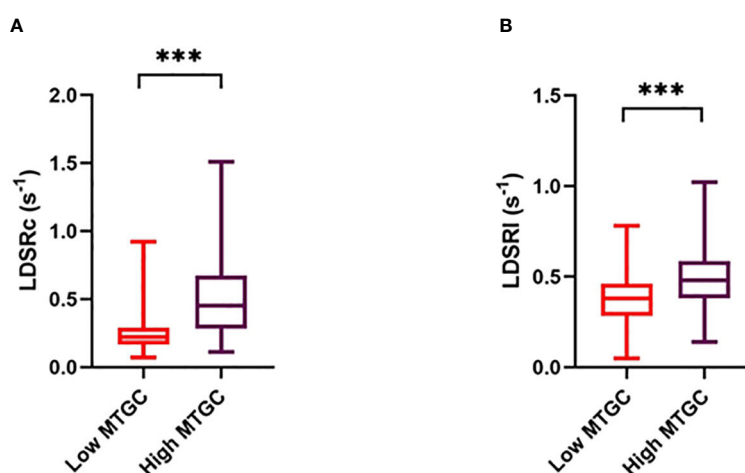 A
***
LDSRc (s⁻¹)
2.0
1.5
1.0
0.5
0.0
Low MTGC
High MTGC
B
***
LDSRl (s⁻¹)
1.5
1.0
0.5
0.0
Low MTGC
High MTGC